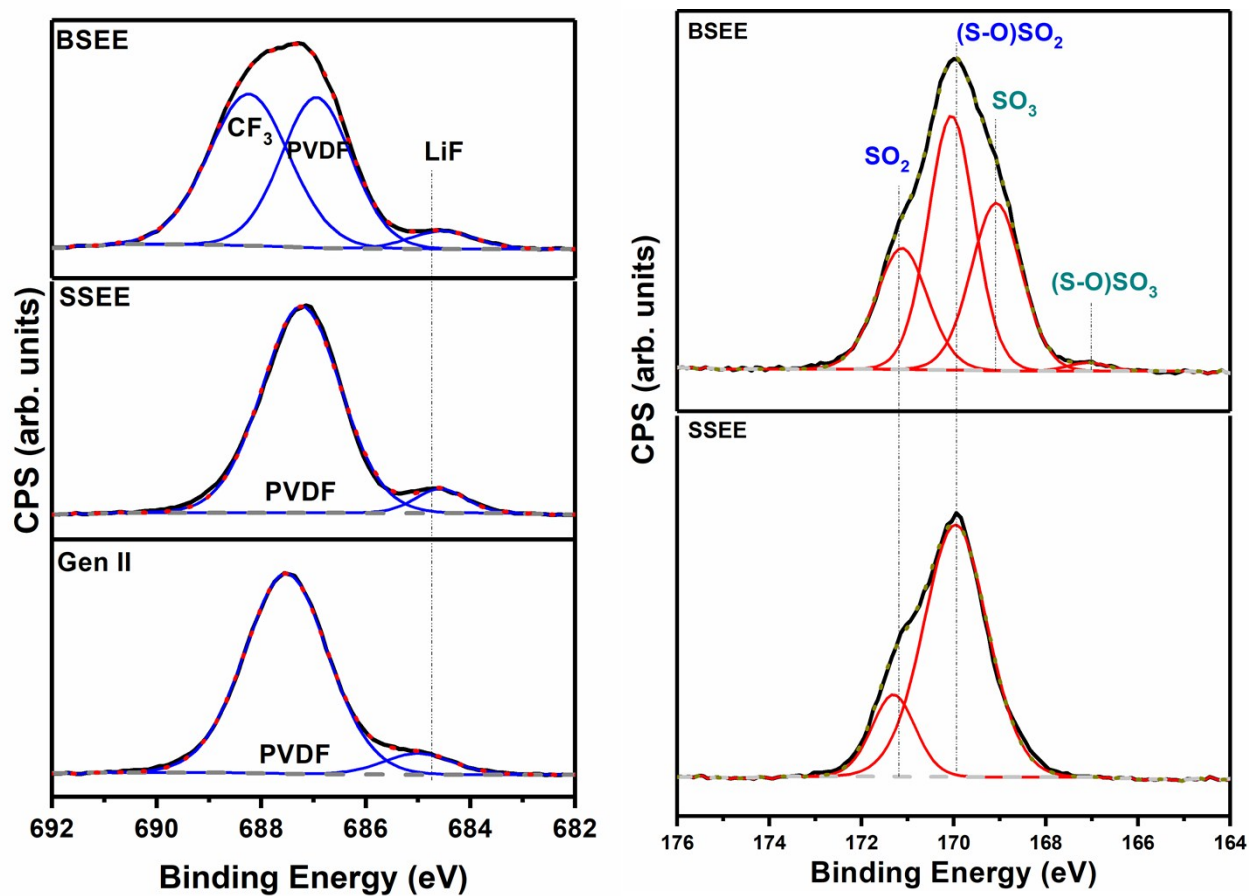 BSEE
CF3
PVDF
LiF
SSEE
PVDF
Gen II
PVDF
CPS (arb. units)
692 690 688 686 684 682
Binding Energy (eV)
BSEE
(S-O)SO2
SO3
SO2
(S-O)SO3
SSEE
CPS (arb. units)
176 174 172 170 168 166 164
Binding Energy (eV)